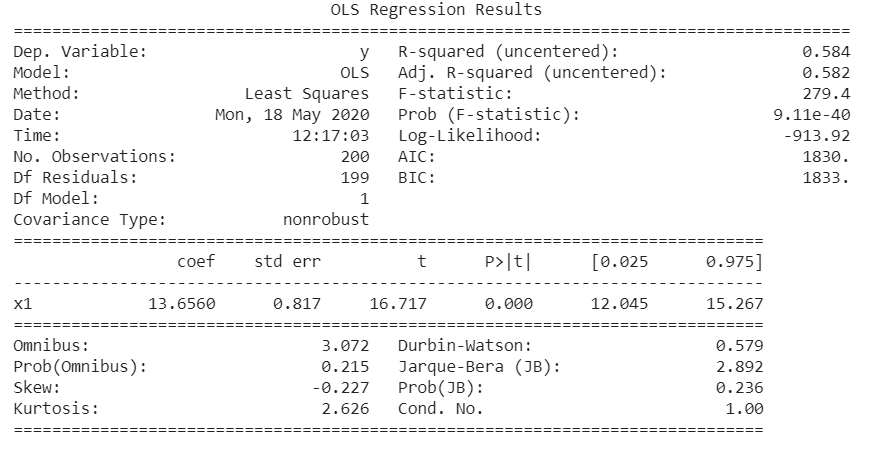 OLS Regression Results
=======================================================================================
Dep. Variable: y R-squared (uncentered): 0.584
Model: OLS Adj. R-squared (uncentered): 0.582
Method: Least Squares F-statistic: 279.4
Date: Mon, 18 May 2020 Prob (F-statistic): 9.11e-40
Time: 12:17:03 Log-Likelihood: -913.92
No. Observations: 200 AIC: 1830.
Df Residuals: 199 BIC: 1833.
Df Model: 1
Covariance Type: nonrobust
==============================================================================
coef std err t P>|t| [0.025 0.975]
------------------------------------------------------------------------------
x1 13.6560 0.817 16.717 0.000 12.045 15.267
==============================================================================
Omnibus: 3.072 Durbin-Watson: 0.579
Prob(Omnibus): 0.215 Jarque-Bera (JB): 2.892
Skew: -0.227 Prob(JB): 0.236
Kurtosis: 2.626 Cond. No. 1.00
==============================================================================